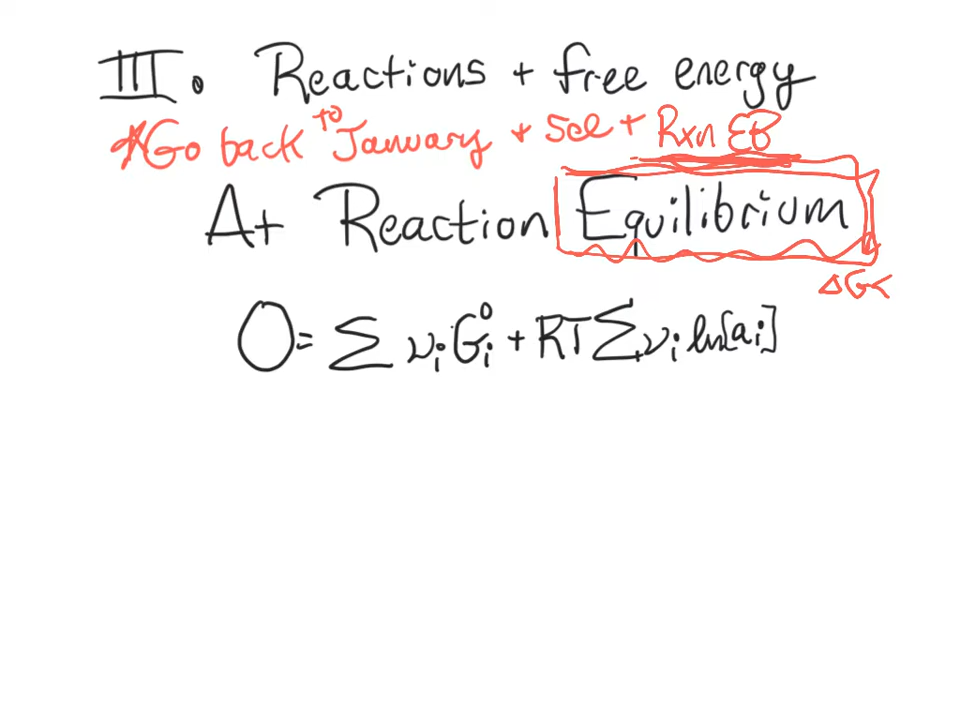 III. Reactions + free energy
*Go back to January + See + Rxn EB
At Reaction Equilibrium
ΔG<
0 = Σ νᵢGᵢ⁰ + RT Σ νᵢ ln[aᵢ]